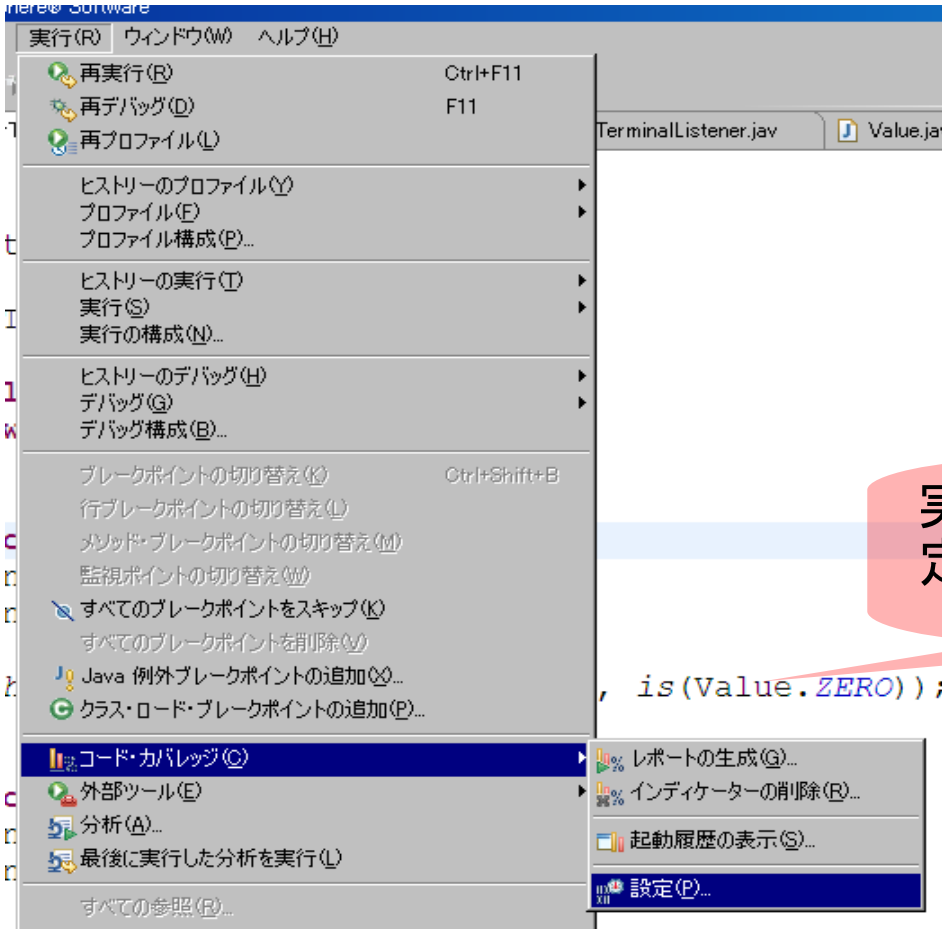 here® Software
実行(R) ウィンドウ(W) ヘルプ(H)
再実行(R) Ctrl+F11
再デバッグ(D) F11
再プロファイル(L)
TerminalListener.jav Value.jav
ヒストリーのプロファイル(Y)
プロファイル(F)
プロファイル構成(P)...
ヒストリーの実行(T)
実行(S)
実行の構成(N)...
ヒストリーのデバッグ(H)
デバッグ(G)
デバッグ構成(B)...
ブレークポイントの切り替え(K) Ctrl+Shift+B
行ブレークポイントの切り替え(L)
メソッド・ブレークポイントの切り替え(M)
監視ポイントの切り替え(W)
すべてのブレークポイントをスキップ(K)
すべてのブレークポイントを削除(V)
Java 例外ブレークポイントの追加(X)...
クラス・ロード・ブレークポイントの追加(P)...
, is(Value.ZERO));
コード・カバレッジ(C)
外部ツール(E)
分析(A)...
最後に実行した分析を実行(L)
すべての参照(R)...
レポートの生成(G)...
インディケーターの削除(R)...
起動履歴の表示(S)...
設定(P)...
実
定